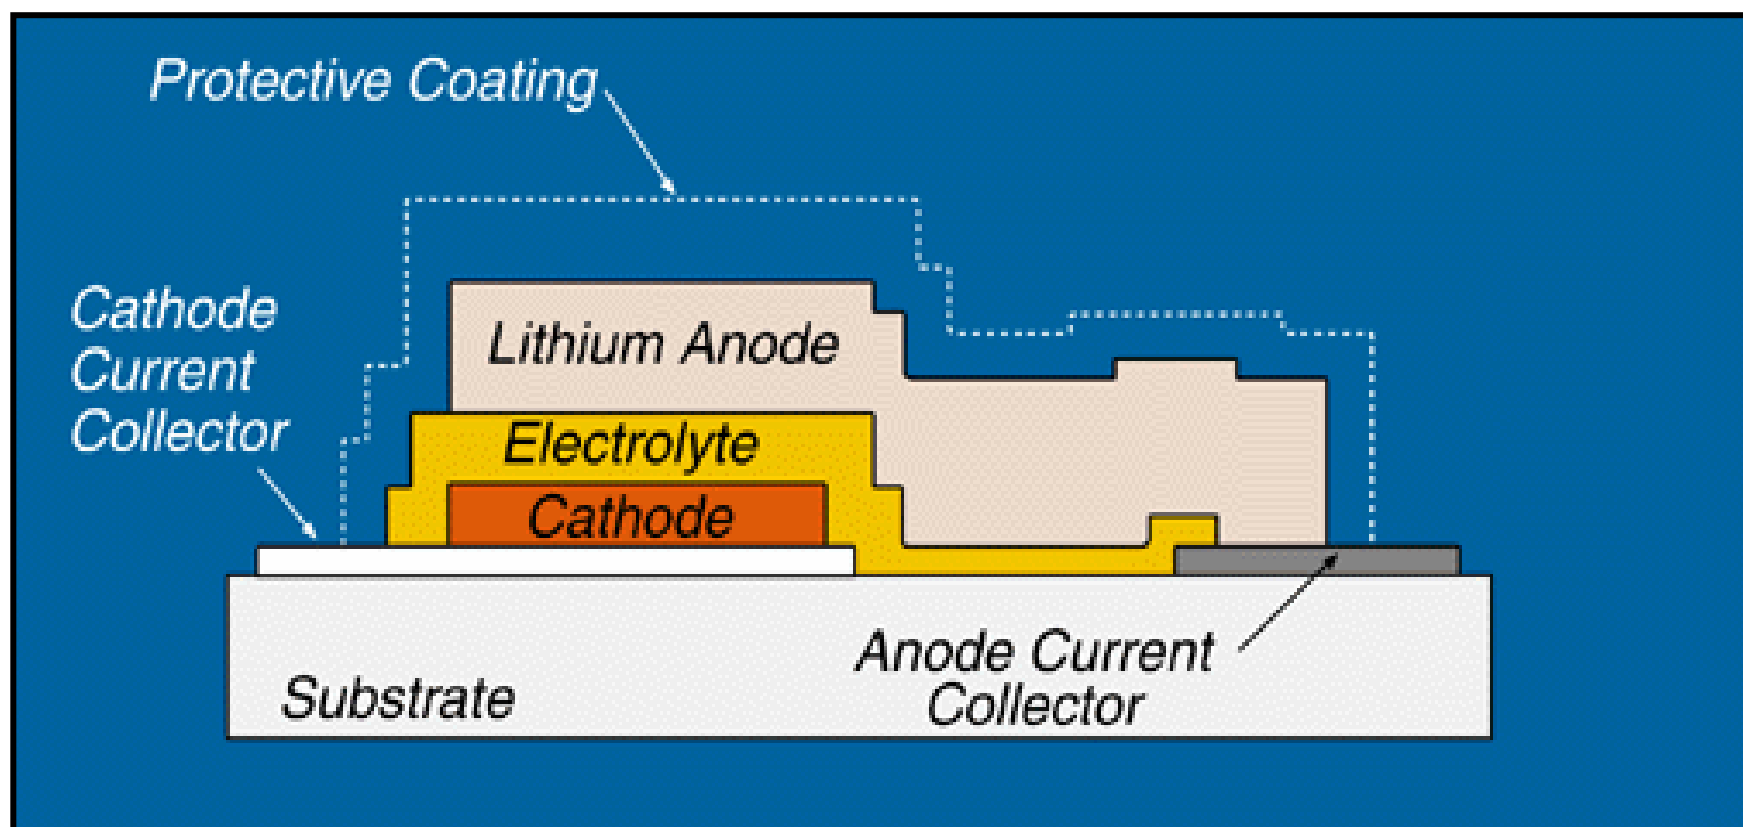 Protective Coating
Cathode
Current
Collector
Lithium Anode
Electrolyte
Cathode
Anode Current
Collector
Substrate